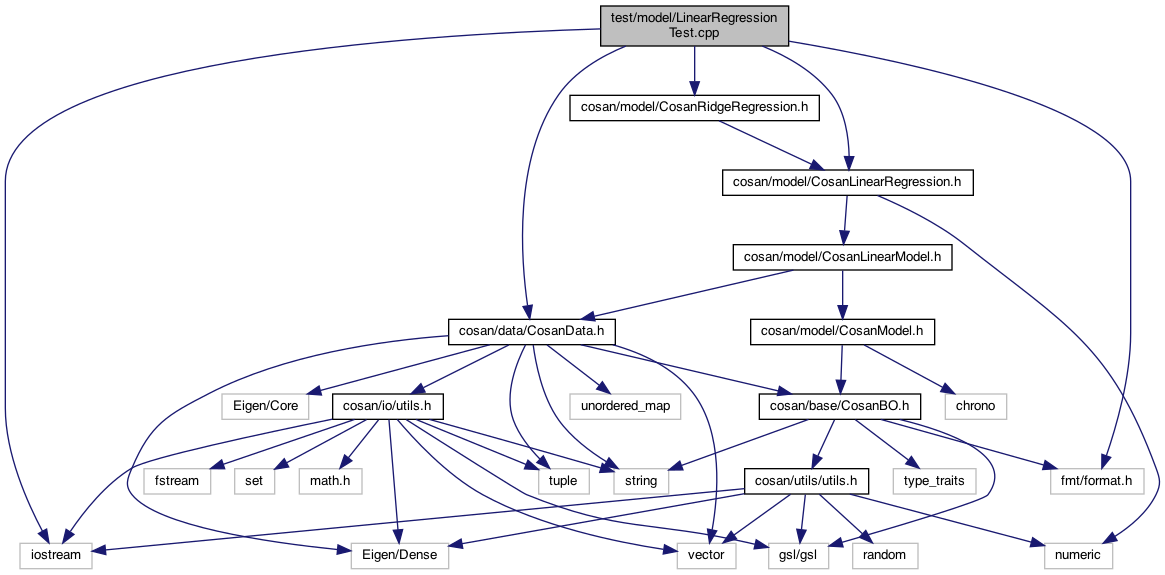 test/model/LinearRegression
Test.cpp
cosan/model/CosanRidgeRegression.h
cosan/model/CosanLinearRegression.h
cosan/model/CosanLinearModel.h
cosan/data/CosanData.h
cosan/model/CosanModel.h
Eigen/Core
cosan/io/utils.h
unordered_map
cosan/base/CosanBO.h
chrono
fstream
set
math.h
tuple
string
cosan/utils/utils.h
type_traits
fmt/format.h
iostream
Eigen/Dense
vector
gsl/gsl
random
numeric